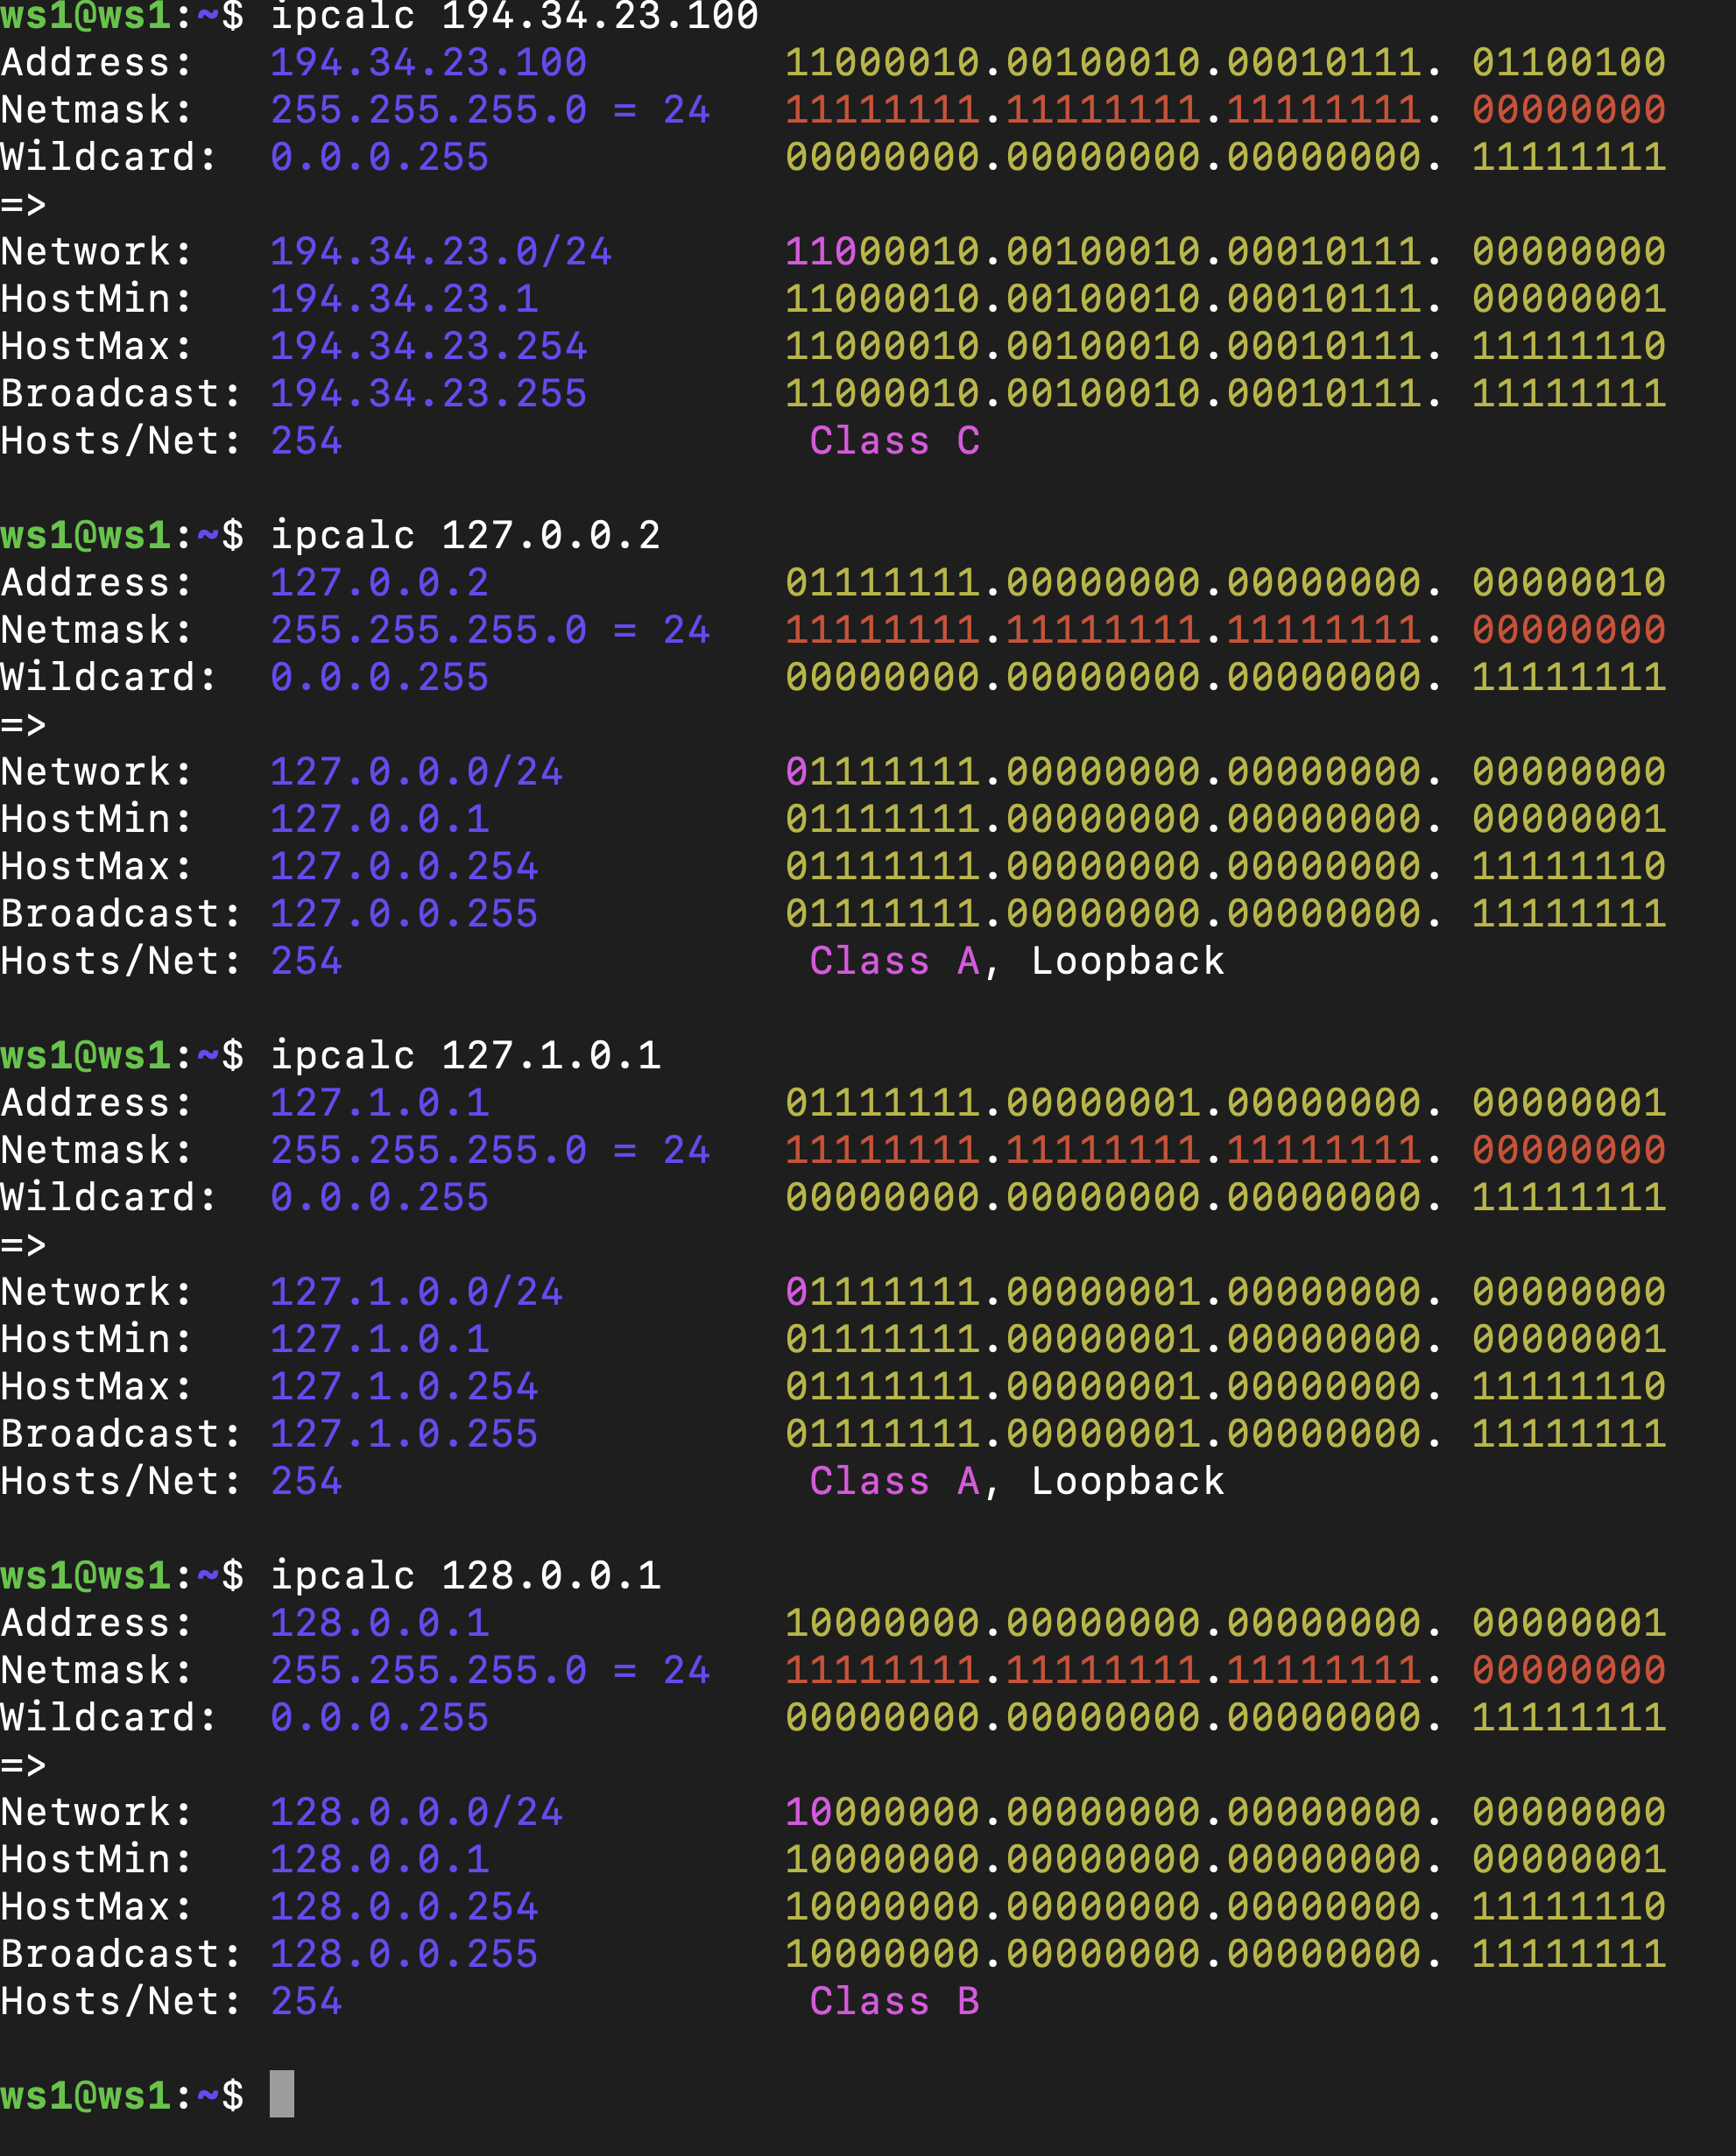 ws1@ws1:~$ ipcalc 194.34.23.100
Address:   194.34.23.100        11000010.00100010.00010111. 01100100
Netmask:   255.255.255.0 = 24   11111111.11111111.11111111. 00000000
Wildcard:  0.0.0.255            00000000.00000000.00000000. 11111111
=>
Network:   194.34.23.0/24       11000010.00100010.00010111. 00000000
HostMin:   194.34.23.1          11000010.00100010.00010111. 00000001
HostMax:   194.34.23.254        11000010.00100010.00010111. 11111110
Broadcast: 194.34.23.255        11000010.00100010.00010111. 11111111
Hosts/Net: 254                   Class C

ws1@ws1:~$ ipcalc 127.0.0.2
Address:   127.0.0.2            01111111.00000000.00000000. 00000010
Netmask:   255.255.255.0 = 24   11111111.11111111.11111111. 00000000
Wildcard:  0.0.0.255            00000000.00000000.00000000. 11111111
=>
Network:   127.0.0.0/24         01111111.00000000.00000000. 00000000
HostMin:   127.0.0.1            01111111.00000000.00000000. 00000001
HostMax:   127.0.0.254          01111111.00000000.00000000. 11111110
Broadcast: 127.0.0.255          01111111.00000000.00000000. 11111111
Hosts/Net: 254                   Class A, Loopback

ws1@ws1:~$ ipcalc 127.1.0.1
Address:   127.1.0.1            01111111.00000001.00000000. 00000001
Netmask:   255.255.255.0 = 24   11111111.11111111.11111111. 00000000
Wildcard:  0.0.0.255            00000000.00000000.00000000. 11111111
=>
Network:   127.1.0.0/24         01111111.00000001.00000000. 00000000
HostMin:   127.1.0.1            01111111.00000001.00000000. 00000001
HostMax:   127.1.0.254          01111111.00000001.00000000. 11111110
Broadcast: 127.1.0.255          01111111.00000001.00000000. 11111111
Hosts/Net: 254                   Class A, Loopback

ws1@ws1:~$ ipcalc 128.0.0.1
Address:   128.0.0.1            10000000.00000000.00000000. 00000001
Netmask:   255.255.255.0 = 24   11111111.11111111.11111111. 00000000
Wildcard:  0.0.0.255            00000000.00000000.00000000. 11111111
=>
Network:   128.0.0.0/24         10000000.00000000.00000000. 00000000
HostMin:   128.0.0.1            10000000.00000000.00000000. 00000001
HostMax:   128.0.0.254          10000000.00000000.00000000. 11111110
Broadcast: 128.0.0.255          10000000.00000000.00000000. 11111111
Hosts/Net: 254                   Class B

ws1@ws1:~$